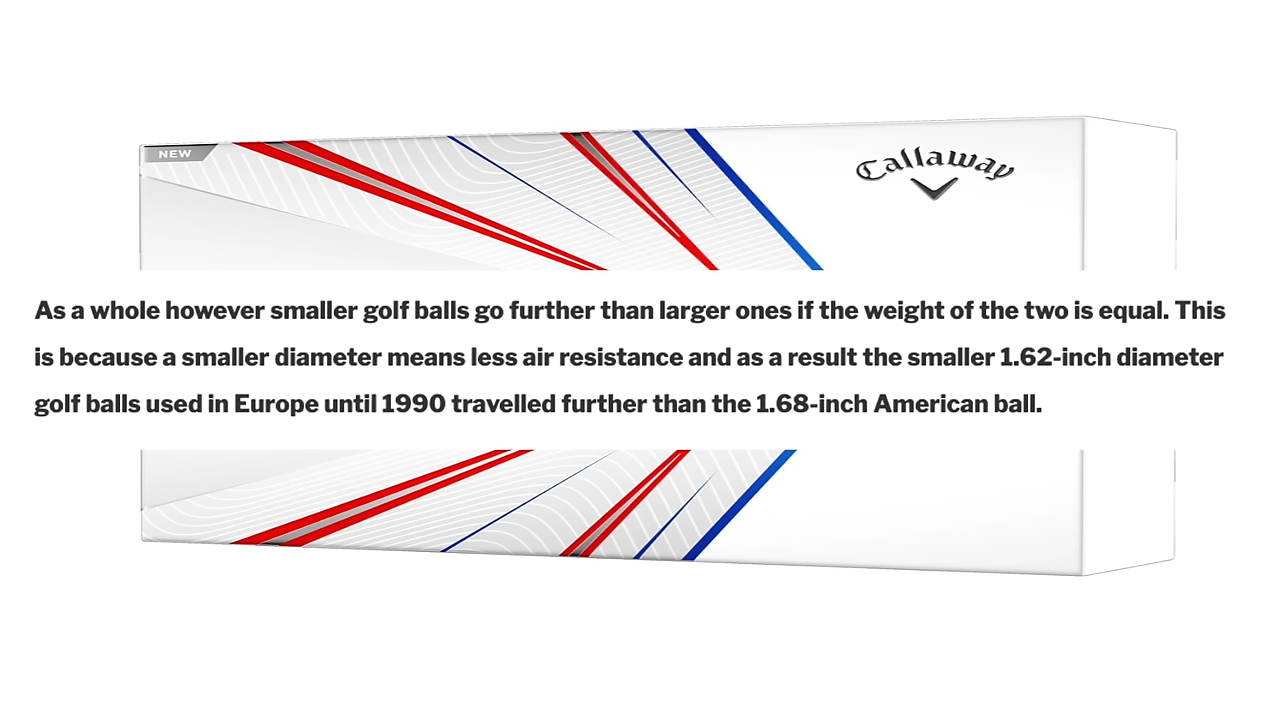 NEW
Callaway
As a whole however smaller golf balls go further than larger ones if the weight of the two is equal. This
is because a smaller diameter means less air resistance and as a result the smaller 1.62-inch diameter
golf balls used in Europe until 1990 travelled further than the 1.68-inch American ball.